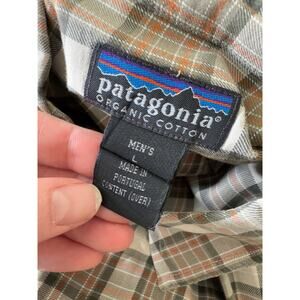 patagonia®
ORGANIC COTTON
MEN'S
L
MADE IN
PORTUGAL
CONTENT (OVER)